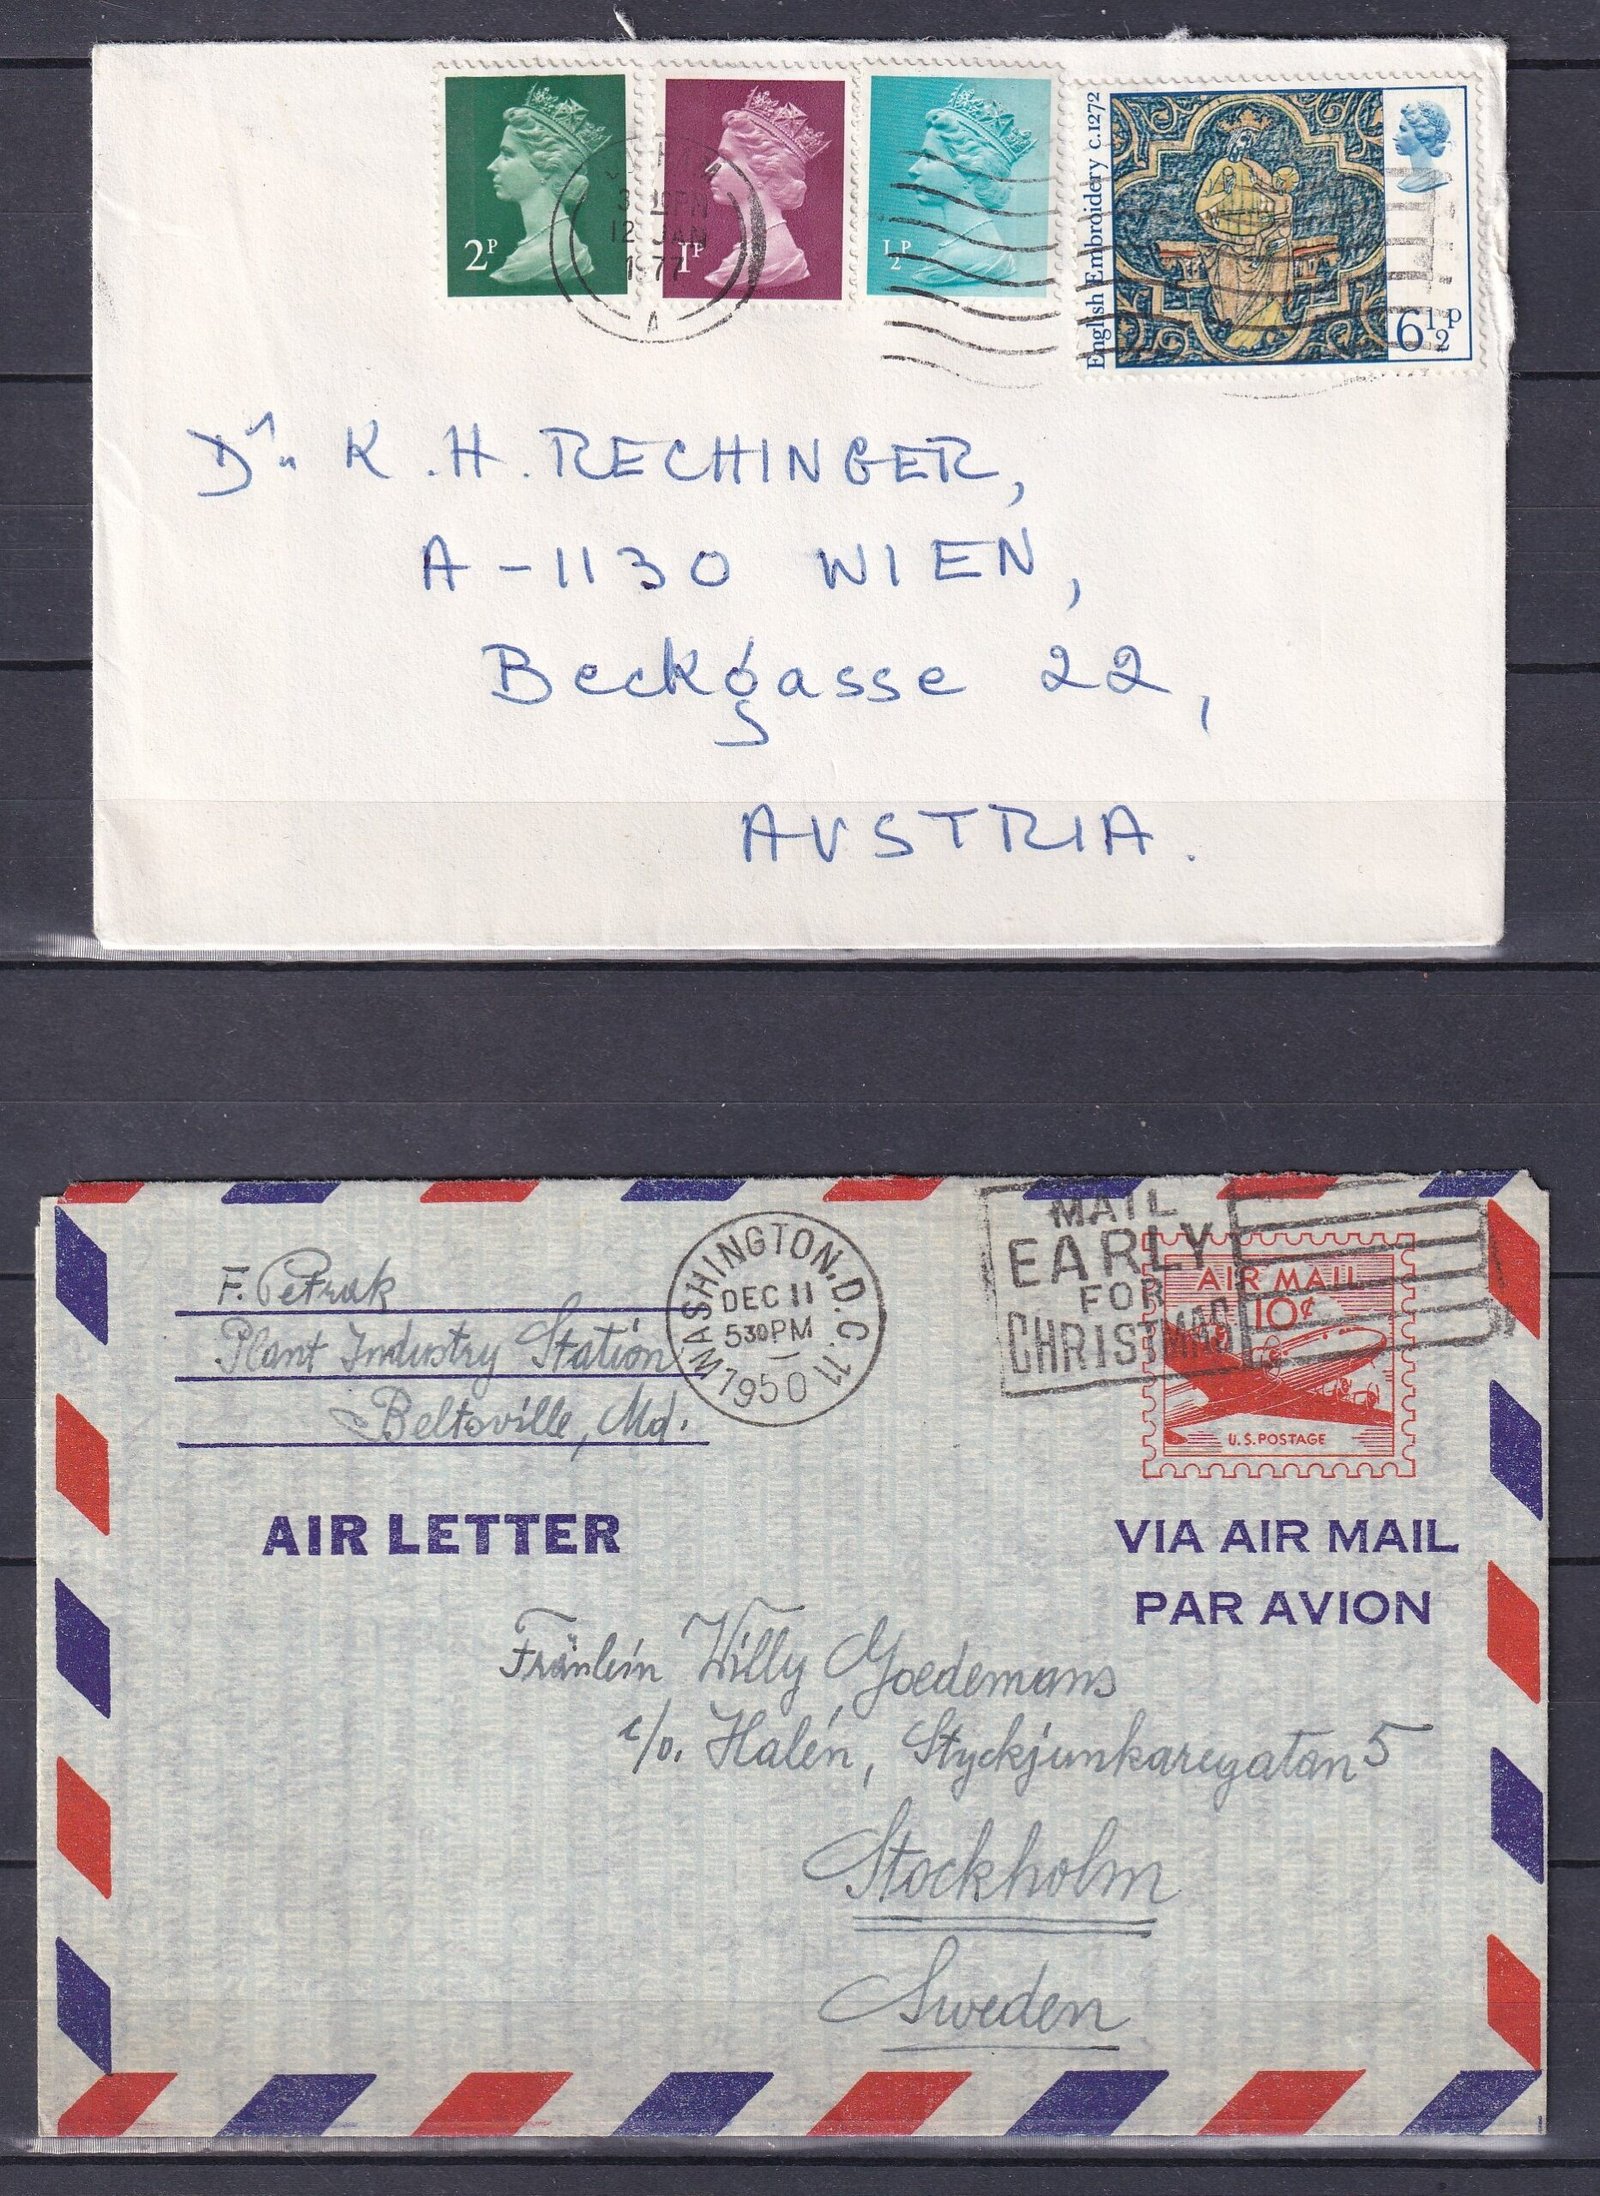 2P
1P
½P
English Embroidery c.1272
6½P
PM
12 JAN
1977
A
Dr. K. H. RECHINGER,
A-1130 WIEN,
Beckgasse 22,
AUSTRIA.
F. Petrak
Plant Industry Station
Beltsville, Md.
WASHINGTON, D.C. 11
DEC 11
530PM
1950
MAIL
EARLY
FOR
CHRISTMAS
AIR MAIL
10¢
U.S. POSTAGE
AIR LETTER
VIA AIR MAIL
PAR AVION
Fräulein Willy Goedemans
c/o. Halén, Styckjunkaregatan 5
Stockholm
Sweden